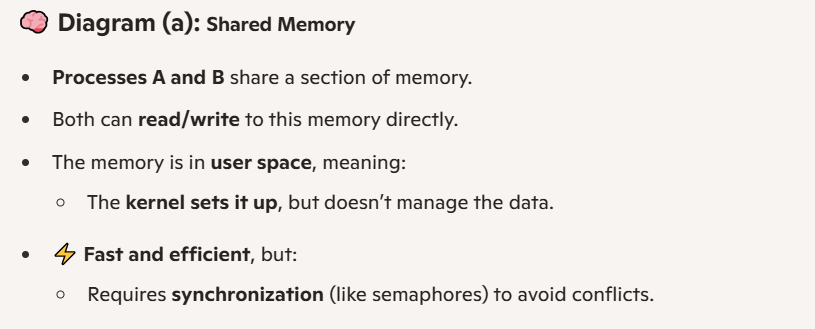 🧠 Diagram (a): Shared Memory
• Processes A and B share a section of memory.
• Both can read/write to this memory directly.
• The memory is in user space, meaning:
○ The kernel sets it up, but doesn’t manage the data.
• ⚡ Fast and efficient, but:
○ Requires synchronization (like semaphores) to avoid conflicts.